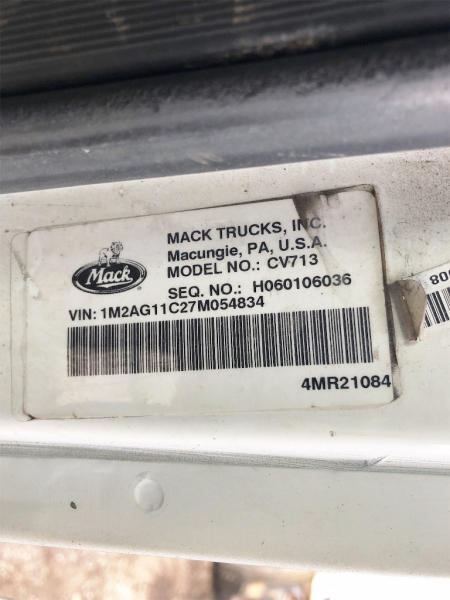 MACK TRUCKS, INC.
Macungie, PA, U.S.A.
MODEL NO.: CV713
SEQ. NO.: H060106036
Mack
VIN: 1M2AG11C27M054834
4MR21084